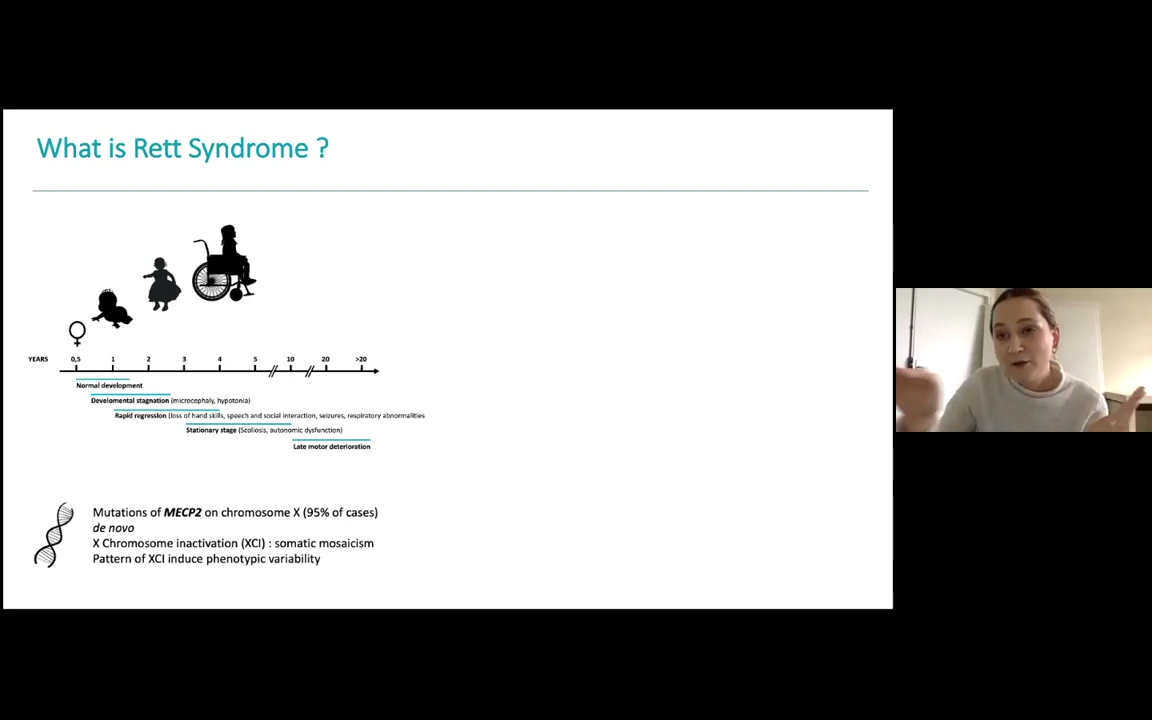 What is Rett Syndrome ?
YEARS 0,5 1 2 3 4 5 10 20 >20
Normal development
Develomental stagnation (microcephaly, hypotonia)
Rapid regression (loss of hand skills, speech and social interaction, seizures, respiratory abnormalities
Stationary stage (Scoliosis, autonomic dysfunction)
Late motor deterioration
Mutations of MECP2 on chromosome X (95% of cases)
de novo
X Chromosome inactivation (XCI) : somatic mosaicism
Pattern of XCI induce phenotypic variability